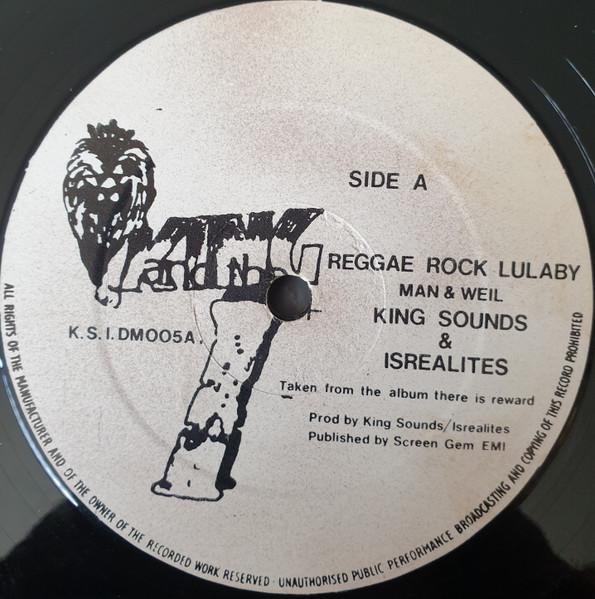 SIDE A
and the
REGGAE ROCK LULABY
MAN & WEIL
KING SOUNDS
&
ISREALITES
K.S.I.DM005A.
Taken from the album there is reward
Prod by King Sounds/Isrealites
Published by Screen Gem EMI
ALL RIGHTS OF THE MANUFACTURER AND OF THE OWNER OF THE RECORDED WORK RESERVED · UNAUTHORISED PUBLIC PERFORMANCE BROADCASTING AND COPYING OF THIS RECORD PROHIBITED